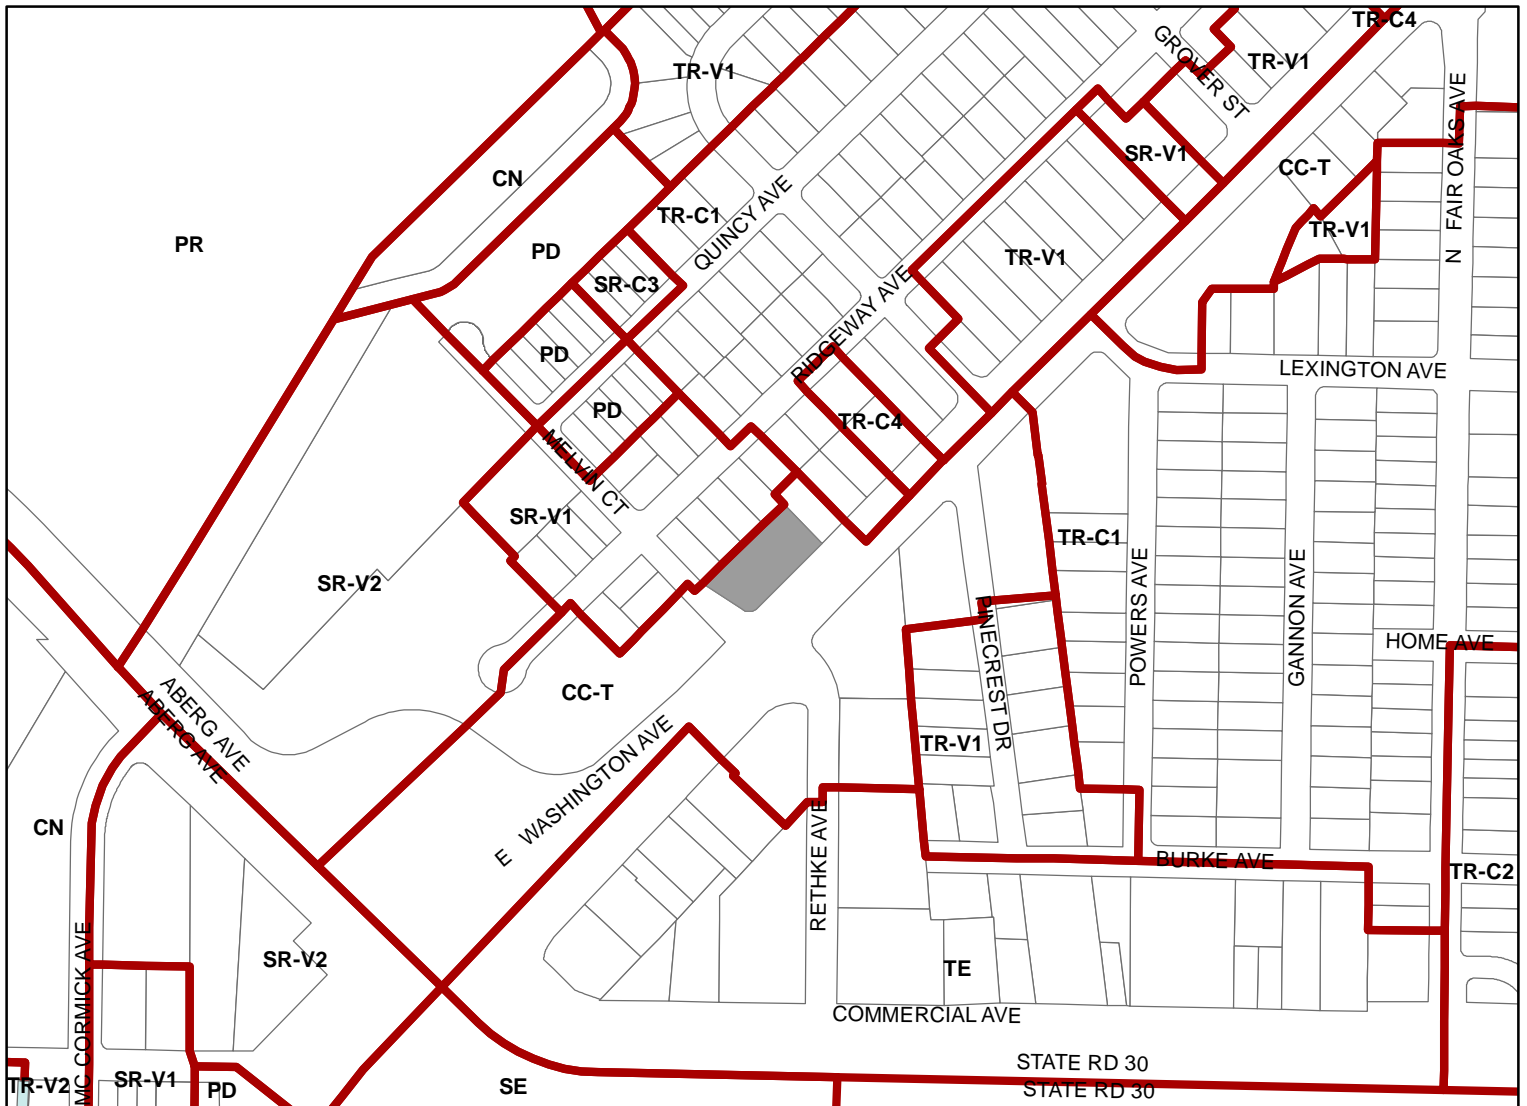 TR-C4
GROVER ST
TR-V1
TR-V1
N FAIR OAKS AVE
SR-V1
CC-T
CN
TR-C1
QUINCY AVE
TR-V1
PR
PD
TR-V1
SR-C3
RIDGEWAY AVE
PD
LEXINGTON AVE
PD
TR-C4
MELVIN CT
SR-V1
TR-C1
SR-V2
POWERS AVE
GANNON AVE
PINECREST DR
HOME AVE
CC-T
ABERG AVE
ABERG AVE
E WASHINGTON AVE
TR-V1
CN
RETHKE AVE
BURKE AVE
TR-C2
SR-V2
TE
MC CORMICK AVE
COMMERCIAL AVE
STATE RD 30
STATE RD 30
TR-V2
SR-V1
PD
SE